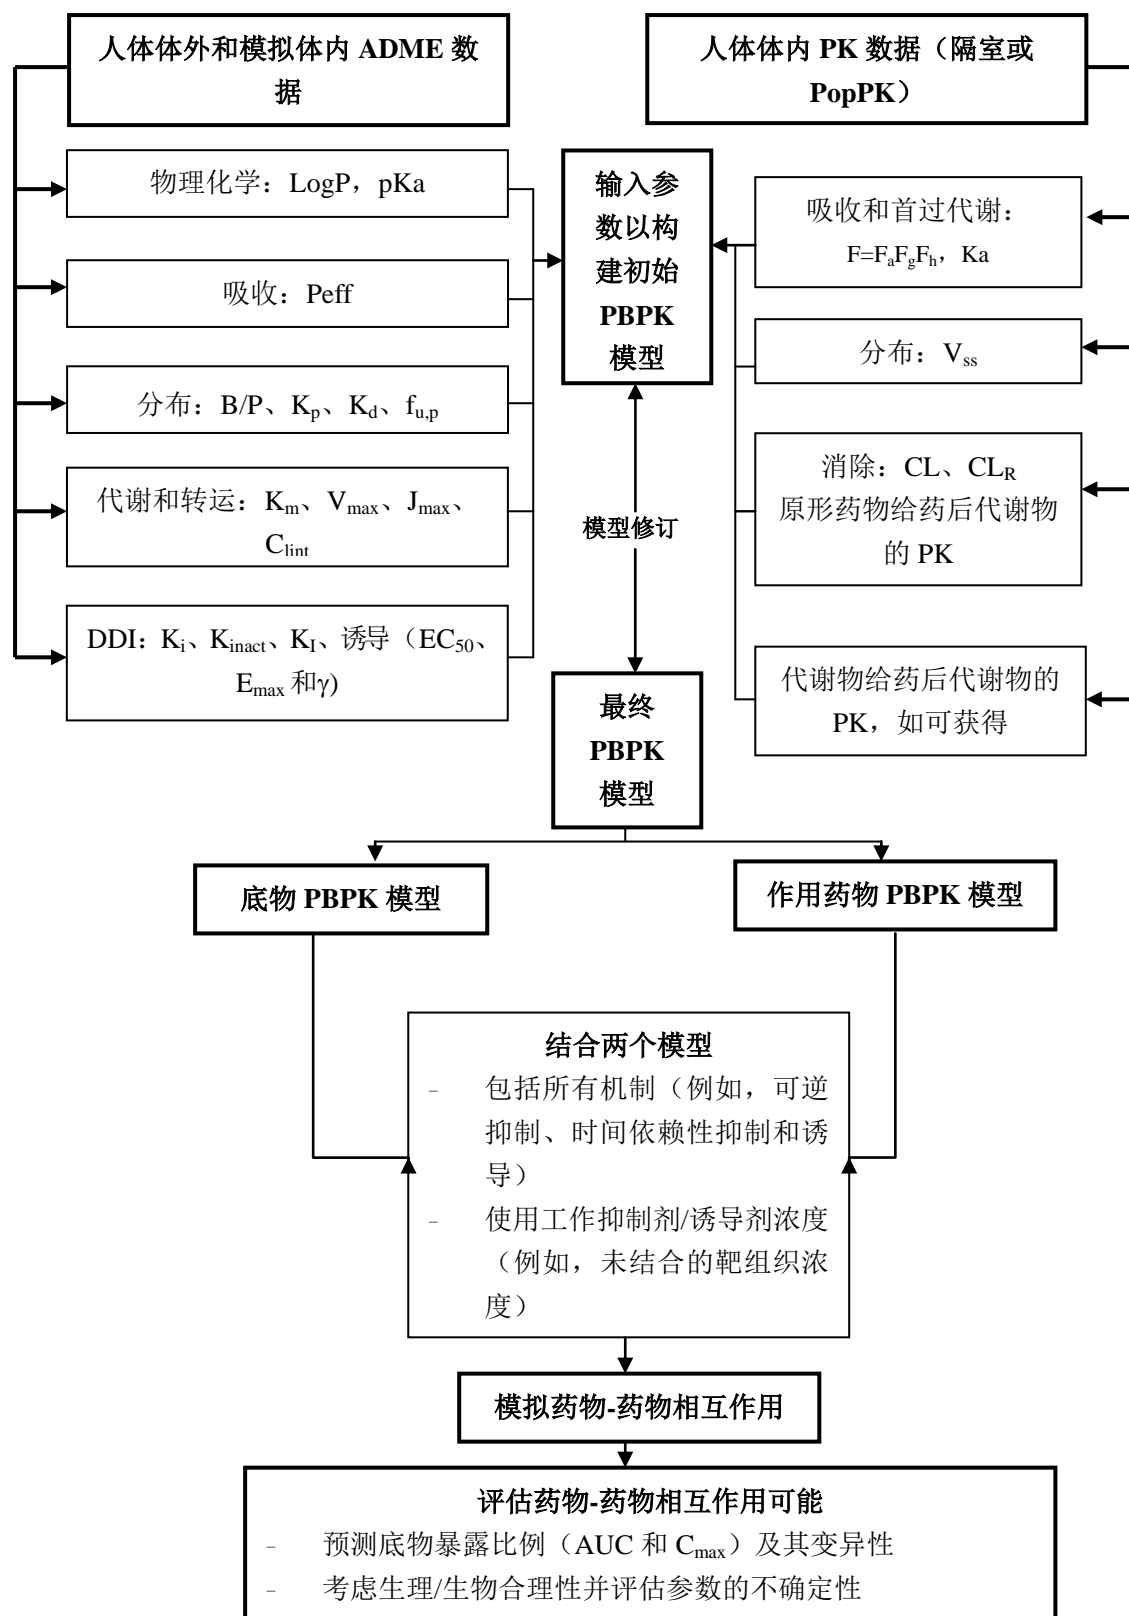 人体体外和模拟体内 ADME 数
据
人体体内 PK 数据（隔室或
PopPK）
物理化学：LogP，pKa
吸收：Peff
分布：B/P、Kp、Kd、fu,p
代谢和转运：Km、Vmax、Jmax、
Clint
DDI：Ki、Kinact、KI、诱导（EC50、
Emax 和γ)
输入参
数以构
建初始
PBPK
模型
吸收和首过代谢：
F=FaFgFh，Ka
分布：Vss
消除：CL、CLR
原形药物给药后代谢物
的 PK
代谢物给药后代谢物的
PK，如可获得
模型修订
最终
PBPK
模型
底物 PBPK 模型
作用药物 PBPK 模型
结合两个模型
- 包括所有机制（例如，可逆
抑制、时间依赖性抑制和诱
导）
- 使用工作抑制剂/诱导剂浓度
（例如，未结合的靶组织浓
度）
模拟药物-药物相互作用
评估药物-药物相互作用可能
- 预测底物暴露比例（AUC 和 Cmax）及其变异性
- 考虑生理/生物合理性并评估参数的不确定性